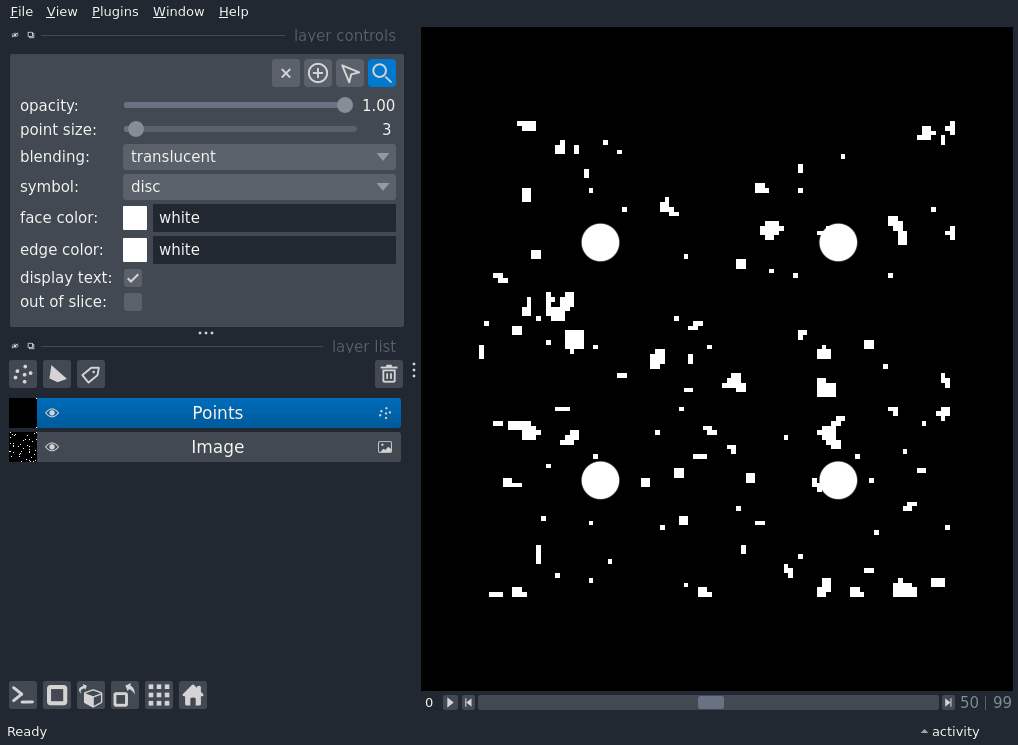 File View Plugins Window Help
layer controls
opacity: 1.00
point size: 3
blending: translucent
symbol: disc
face color: white
edge color: white
display text:
out of slice:
layer list
Points
Image
0 50 | 99
Ready activity